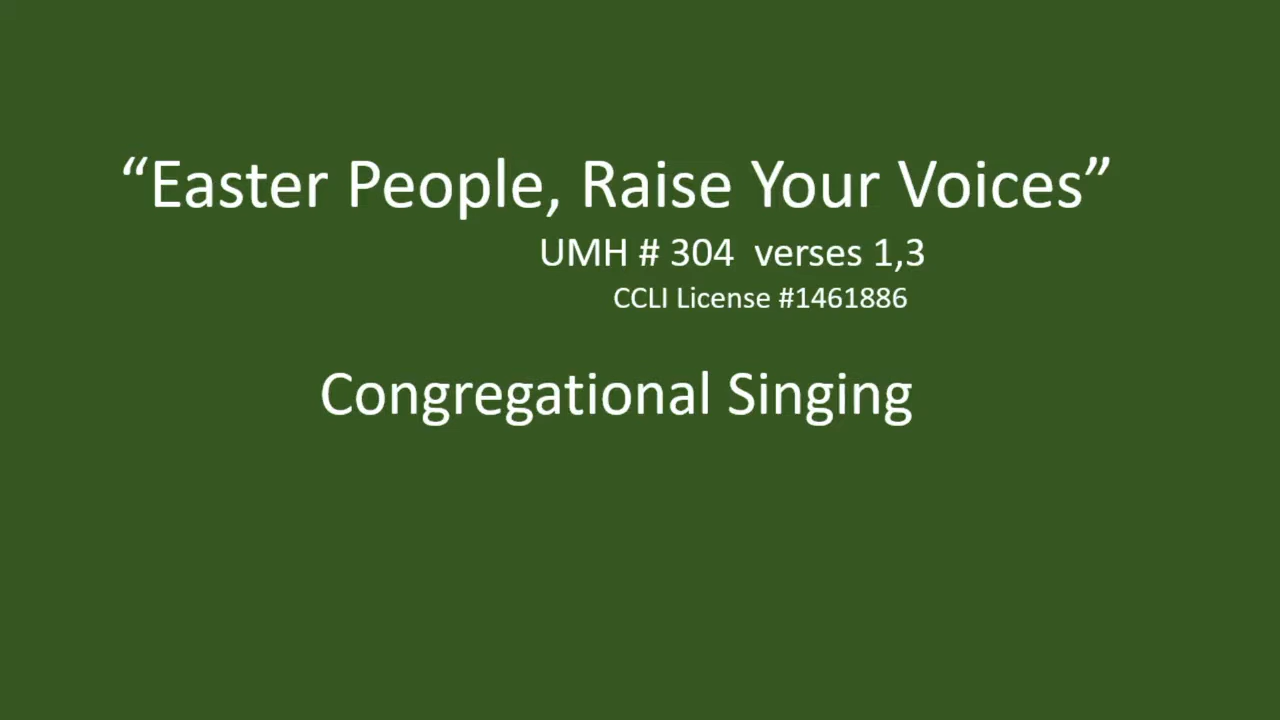 “Easter People, Raise Your Voices”
UMH # 304  verses 1,3
CCLI License #1461886
Congregational Singing